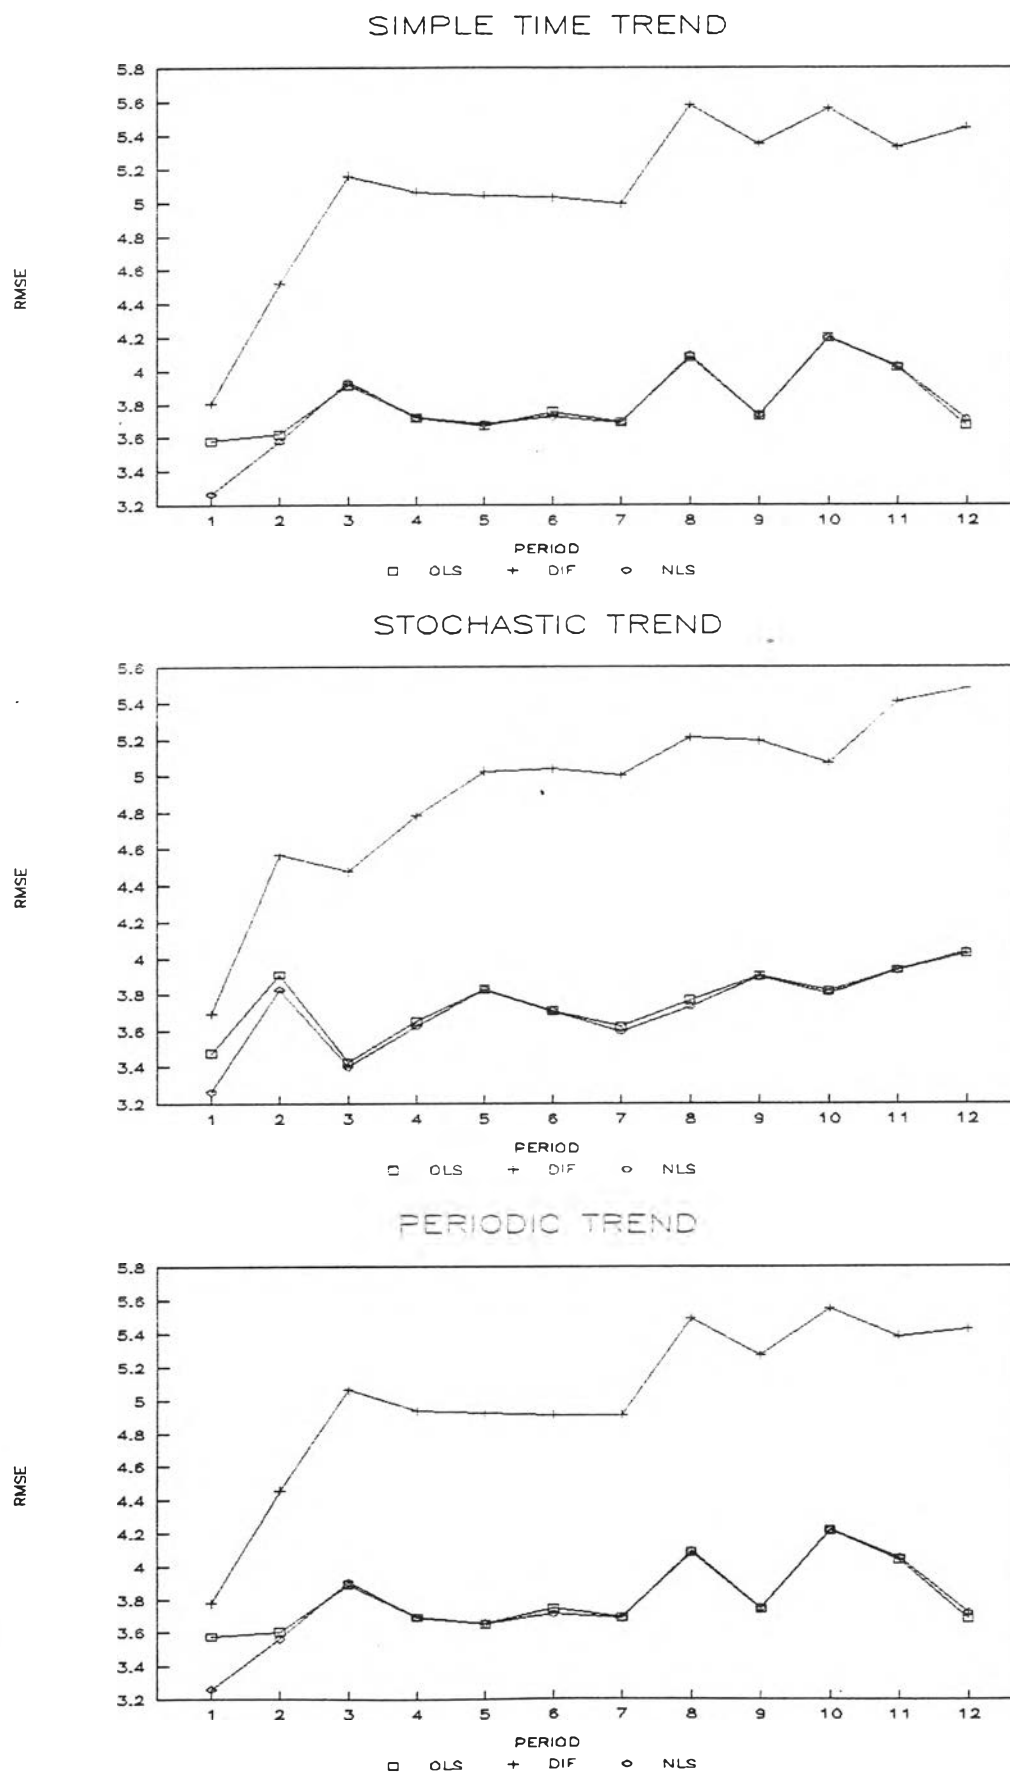 SIMPLE TIME TREND
5.8
5.6
5.4
5.2
5
4.8
4.6
4.4
4.2
4
3.8
3.6
3.4
3.2
RMSE
1 2 3 4 5 6 7 8 9 10 11 12
PERIOD
OLS DIF NLS
STOCHASTIC TREND
5.6
5.4
5.2
5
4.8
4.6
4.4
4.2
4
3.8
3.6
3.4
3.2
RMSE
1 2 3 4 5 6 7 8 9 10 11 12
PERIOD
OLS DIF NLS
PERIODIC TREND
5.8
5.6
5.4
5.2
5
4.8
4.6
4.4
4.2
4
3.8
3.6
3.4
3.2
RMSE
1 2 3 4 5 6 7 8 9 10 11 12
PERIOD
OLS DIF NLS